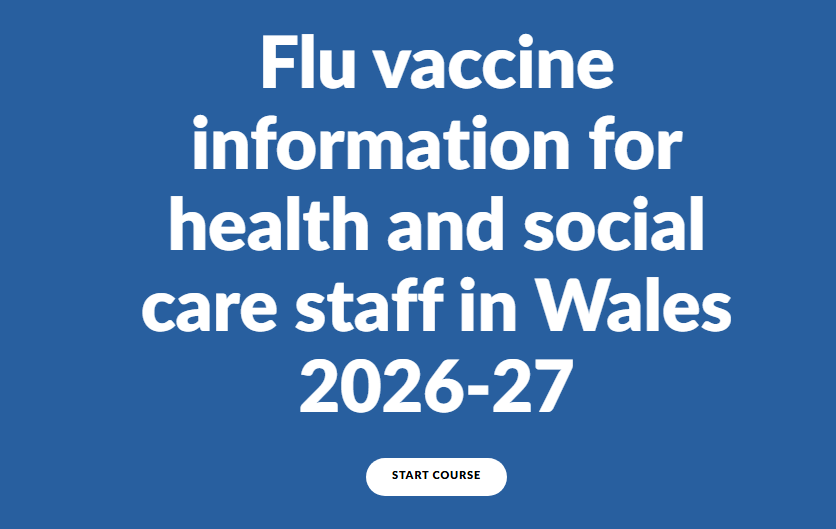 Flu vaccine
information for
health and social
care staff in Wales
2026-27
START COURSE